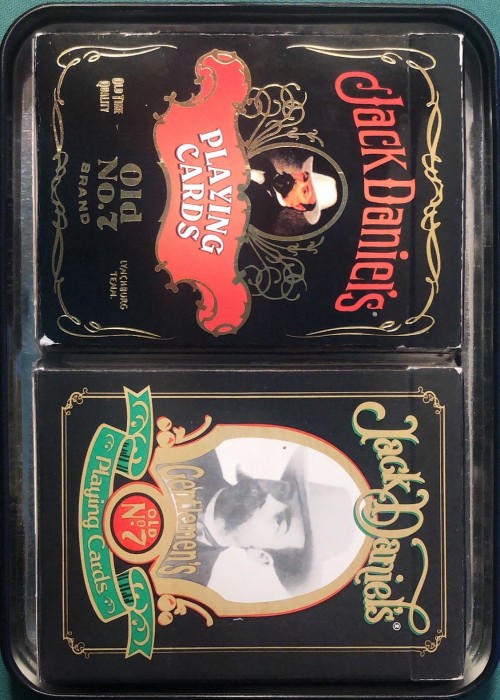 Jack Daniel's®
PLAYING
CARDS
OLD TIME
QUALITY
Old
No. 7
BRAND
LYNCHBURG
TENN.
Jack Daniel's®
Gentlemen's
OLD
No. 7
Playing Cards